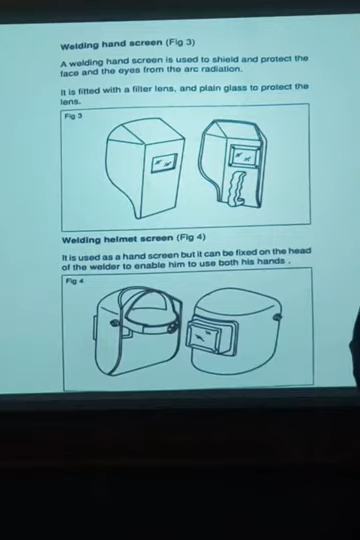 Welding hand screen (Fig 3)
A welding hand screen is used to shield and protect the
face and the eyes from the arc radiation.
It is fitted with a filter lens, and plain glass to protect the
lens.
Fig 3
Welding helmet screen (Fig 4)
It is used as a hand screen but it can be fixed on the head
of the welder to enable him to use both his hands .
Fig 4